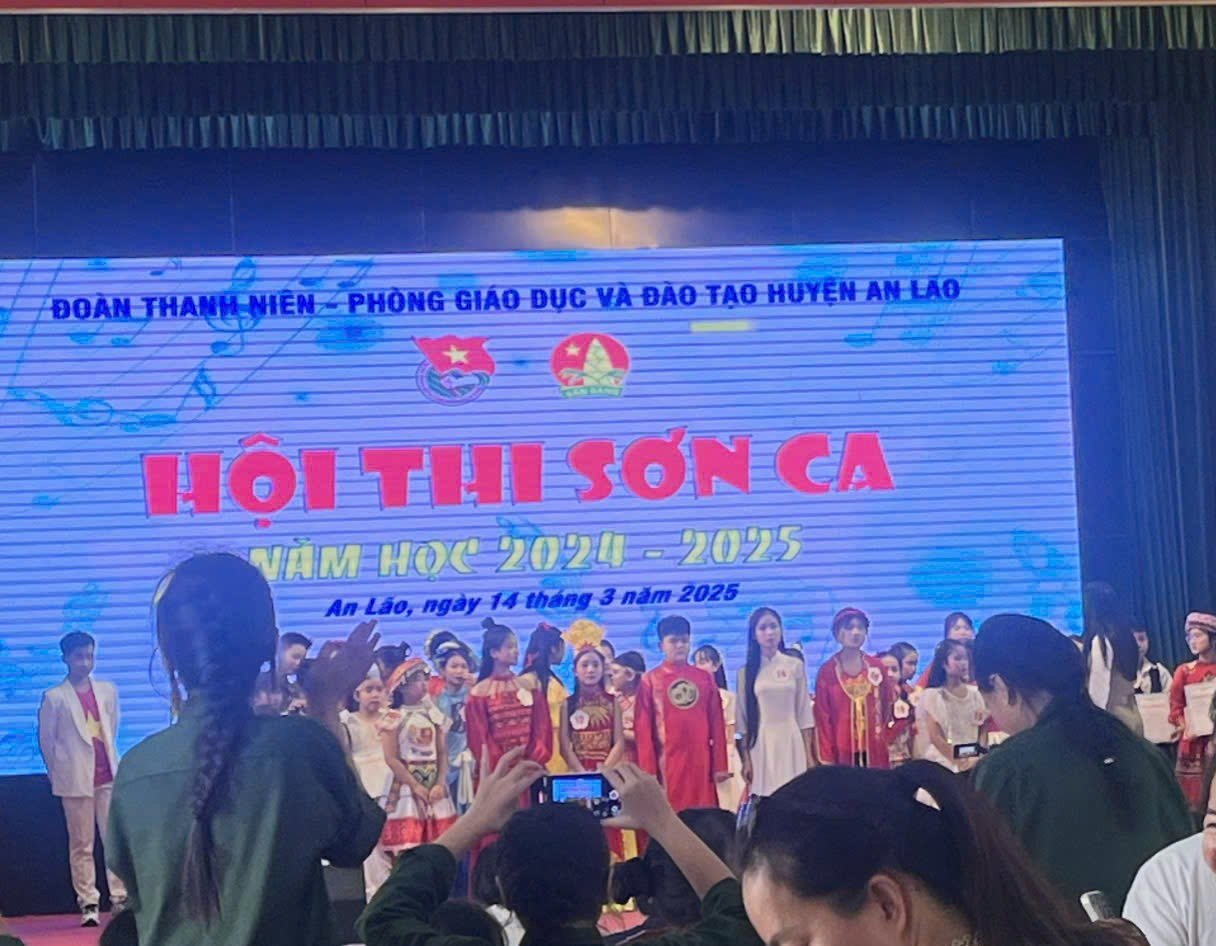 ĐOÀN THANH NIÊN - PHÒNG GIÁO DỤC VÀ ĐÀO TẠO HUYỆN AN LÃO
HỘI THI SƠN CA
NĂM HỌC 2024 - 2025
An Lão, ngày 14 tháng 3 năm 2025